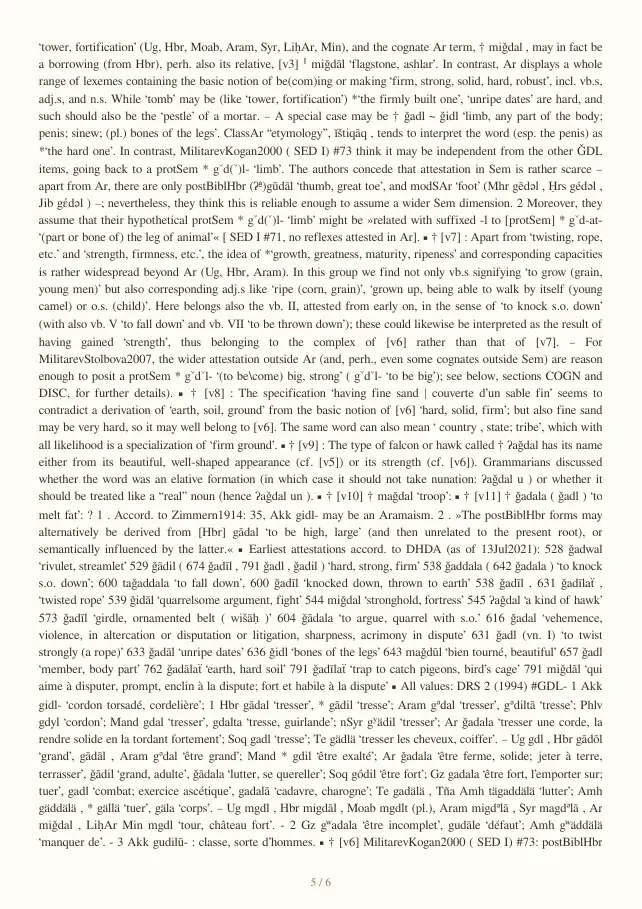 ‘tower, fortification’ (Ug, Hbr, Moab, Aram, Syr, LiḥAr, Min), and the cognate Ar term, † miǧdal , may in fact be
a borrowing (from Hbr), perh. also its relative, [v3] ¹ miǧdāl ‘flagstone, ashlar’. In contrast, Ar displays a whole
range of lexemes containing the basic notion of be(com)ing or making ‘firm, strong, solid, hard, robust’, incl. vb.s,
adj.s, and n.s. While ‘tomb’ may be (like ‘tower, fortification’) *‘the firmly built one’, ‘unripe dates’ are hard, and
such should also be the ‘pestle’ of a mortar. – A special case may be † ǧadl ~ ǧidl ‘limb, any part of the body;
penis; sinew; (pl.) bones of the legs’. ClassAr “etymology”, ĭštiqāq , tends to interpret the word (esp. the penis) as
*‘the hard one’. In contrast, MilitarevKogan2000 ( SED I) #73 think it may be independent from the other ǦDL
items, going back to a protSem * gᵛd(ᵛ)l- ‘limb’. The authors concede that attestation in Sem is rather scarce –
apart from Ar, there are only postBiblHbr (ʔᵃ)gūdāl ‘thumb, great toe’, and modSAr ‘foot’ (Mhr gēdəl , Ḥrs gédəl ,
Jib gέdəl ) –; nevertheless, they think this is reliable enough to assume a wider Sem dimension. 2 Moreover, they
assume that their hypothetical protSem * gᵛd(ᵛ)l- ‘limb’ might be »related with suffixed -l to [protSem] * gᵛd-at-
‘(part or bone of) the leg of animal’« [ SED I #71, no reflexes attested in Ar]. ▪ † [v7] : Apart from ‘twisting, rope,
etc.’ and ‘strength, firmness, etc.’, the idea of *‘growth, greatness, maturity, ripeness’ and corresponding capacities
is rather widespread beyond Ar (Ug, Hbr, Aram). In this group we find not only vb.s signifying ‘to grow (grain,
young men)’ but also corresponding adj.s like ‘ripe (corn, grain)’, ‘grown up, being able to walk by itself (young
camel) or o.s. (child)’. Here belongs also the vb. II, attested from early on, in the sense of ‘to knock s.o. down’
(with also vb. V ‘to fall down’ and vb. VII ‘to be thrown down’); these could likewise be interpreted as the result of
having gained ‘strength’, thus belonging to the complex of [v6] rather than that of [v7]. – For
MilitarevStolbova2007, the wider attestation outside Ar (and, perh., even some cognates outside Sem) are reason
enough to posit a protSem * gᵛdᵛl- ‘(to be\come) big, strong’ ( gᵛdᵛl- ‘to be big’); see below, sections COGN and
DISC, for further details). ▪ † [v8] : The specification ‘having fine sand | couverte d’un sable fin’ seems to
contradict a derivation of ‘earth, soil, ground’ from the basic notion of [v6] ‘hard, solid, firm’; but also fine sand
may be very hard, so it may well belong to [v6]. The same word can also mean ‘ country , state; tribe’, which with
all likelihood is a specialization of ‘firm ground’. ▪ † [v9] : The type of falcon or hawk called † ʔaǧdal has its name
either from its beautiful, well-shaped appearance (cf. [v5]) or its strength (cf. [v6]). Grammarians discussed
whether the word was an elative formation (in which case it should not take nunation: ʔaǧdal u ) or whether it
should be treated like a “real” noun (hence ʔaǧdal un ). ▪ † [v10] † maǧdal ‘troop’: ▪ † [v11] † ǧadala ( ǧadl ) ‘to
melt fat’: ? 1 . Accord. to Zimmern1914: 35, Akk gidl- may be an Aramaism. 2 . »The postBiblHbr forms may
alternatively be derived from [Hbr] gādal ‘to be high, large’ (and then unrelated to the present root), or
semantically influenced by the latter.« ▪ Earliest attestations accord. to DHDA (as of 13Jul2021): 528 ǧadwal
‘rivulet, streamlet’ 529 ǧādil ( 674 ǧadil , 791 ǧadl , ǧadil ) ‘hard, strong, firm’ 538 ǧaddala ( 642 ǧadala ) ‘to knock
s.o. down’; 600 taǧaddala ‘to fall down’, 600 ǧadīl ‘knocked down, thrown to earth’ 538 ǧadīl , 631 ǧadīlaẗ ,
‘twisted rope’ 539 ǧidāl ‘quarrelsome argument, fight’ 544 miǧdal ‘stronghold, fortress’ 545 ʔaǧdal ‘a kind of hawk’
573 ǧadīl ‘girdle, ornamented belt ( wišāḥ )’ 604 ǧādala ‘to argue, quarrel with s.o.’ 616 ǧadal ‘vehemence,
violence, in altercation or disputation or litigation, sharpness, acrimony in dispute’ 631 ǧadl (vn. I) ‘to twist
strongly (a rope)’ 633 ǧadāl ‘unripe dates’ 636 ǧidl ‘bones of the legs’ 643 maǧdūl ‘bien tourné, beautiful’ 657 ǧadl
‘member, body part’ 762 ǧadālaẗ ‘earth, hard soil’ 791 ǧadīlaẗ ‘trap to catch pigeons, bird’s cage’ 791 miǧdāl ‘qui
aime à disputer, prompt, enclin à la dispute; fort et habile à la dispute’ ▪ All values: DRS 2 (1994) #GDL- 1 Akk
gidl- ‘cordon torsadé, cordelière’; 1 Hbr gādal ‘tresser’, * gādil ‘tresse’; Aram gᵊdal ‘tresser’, gᵊdiltā ‘tresse’; Phlv
gdyl ‘cordon’; Mand gdal ‘tresser’, gdalta ‘tresse, guirlande’; nSyr gʸādil ‘tresser’; Ar ǧadala ‘tresser une corde, la
rendre solide en la tordant fortement’; Soq gadl ‘tresse’; Te gädlä ‘tresser les cheveux, coiffer’. – Ug gdl , Hbr gādōl
‘grand’, gādāl , Aram gᵊdal ‘être grand’; Mand * gdil ‘être exalté’; Ar ǧadala ‘être ferme, solide; jeter à terre,
terrasser’, ǧadil ‘grand, adulte’, ǧādala ‘lutter, se quereller’; Soq gódil ‘être fort’; Gz gadala ‘être fort, l’emporter sur;
tuer’, gadl ‘combat; exercice ascétique’, gadalā ‘cadavre, charogne’; Te gadälä , Tña Amh tägaddälä ‘lutter’; Amh
gäddälä , * gällä ‘tuer’, gäla ‘corps’. – Ug mgdl , Hbr migdāl , Moab mgdlt (pl.), Aram migdᵊlā , Syr magdᵊlā , Ar
miǧdal , LiḥAr Min mgdl ‘tour, château fort’. - 2 Gz gʷadala ‘être incomplet’, gudāle ‘défaut’; Amh gʷäddälä
‘manquer de’. - 3 Akk gudilū- : classe, sorte d’hommes. ▪ † [v6] MilitarevKogan2000 ( SED I) #73: postBiblHbr
5 / 6